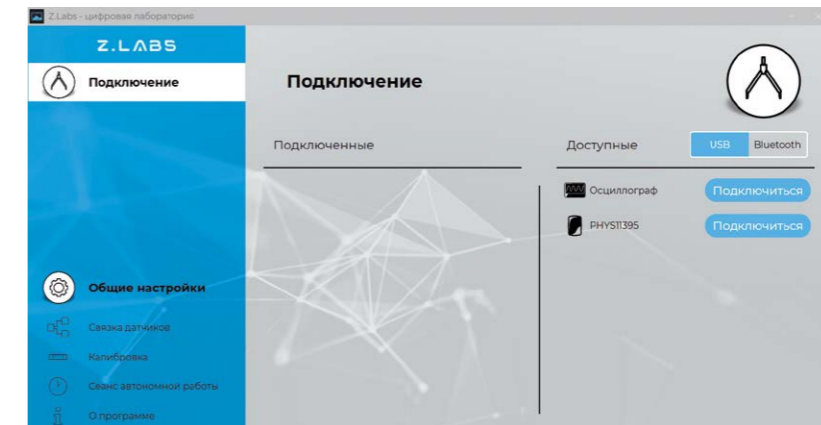 Z.Labs - цифровая лаборатория
Z.LABS
Подключение
Общие настройки
Связка датчиков
Калибровка
Сеанс автономной работы
О программе
Подключение
Подключенные
Доступные
USB Bluetooth
Осциллограф Подключиться
PHYS11395 Подключиться